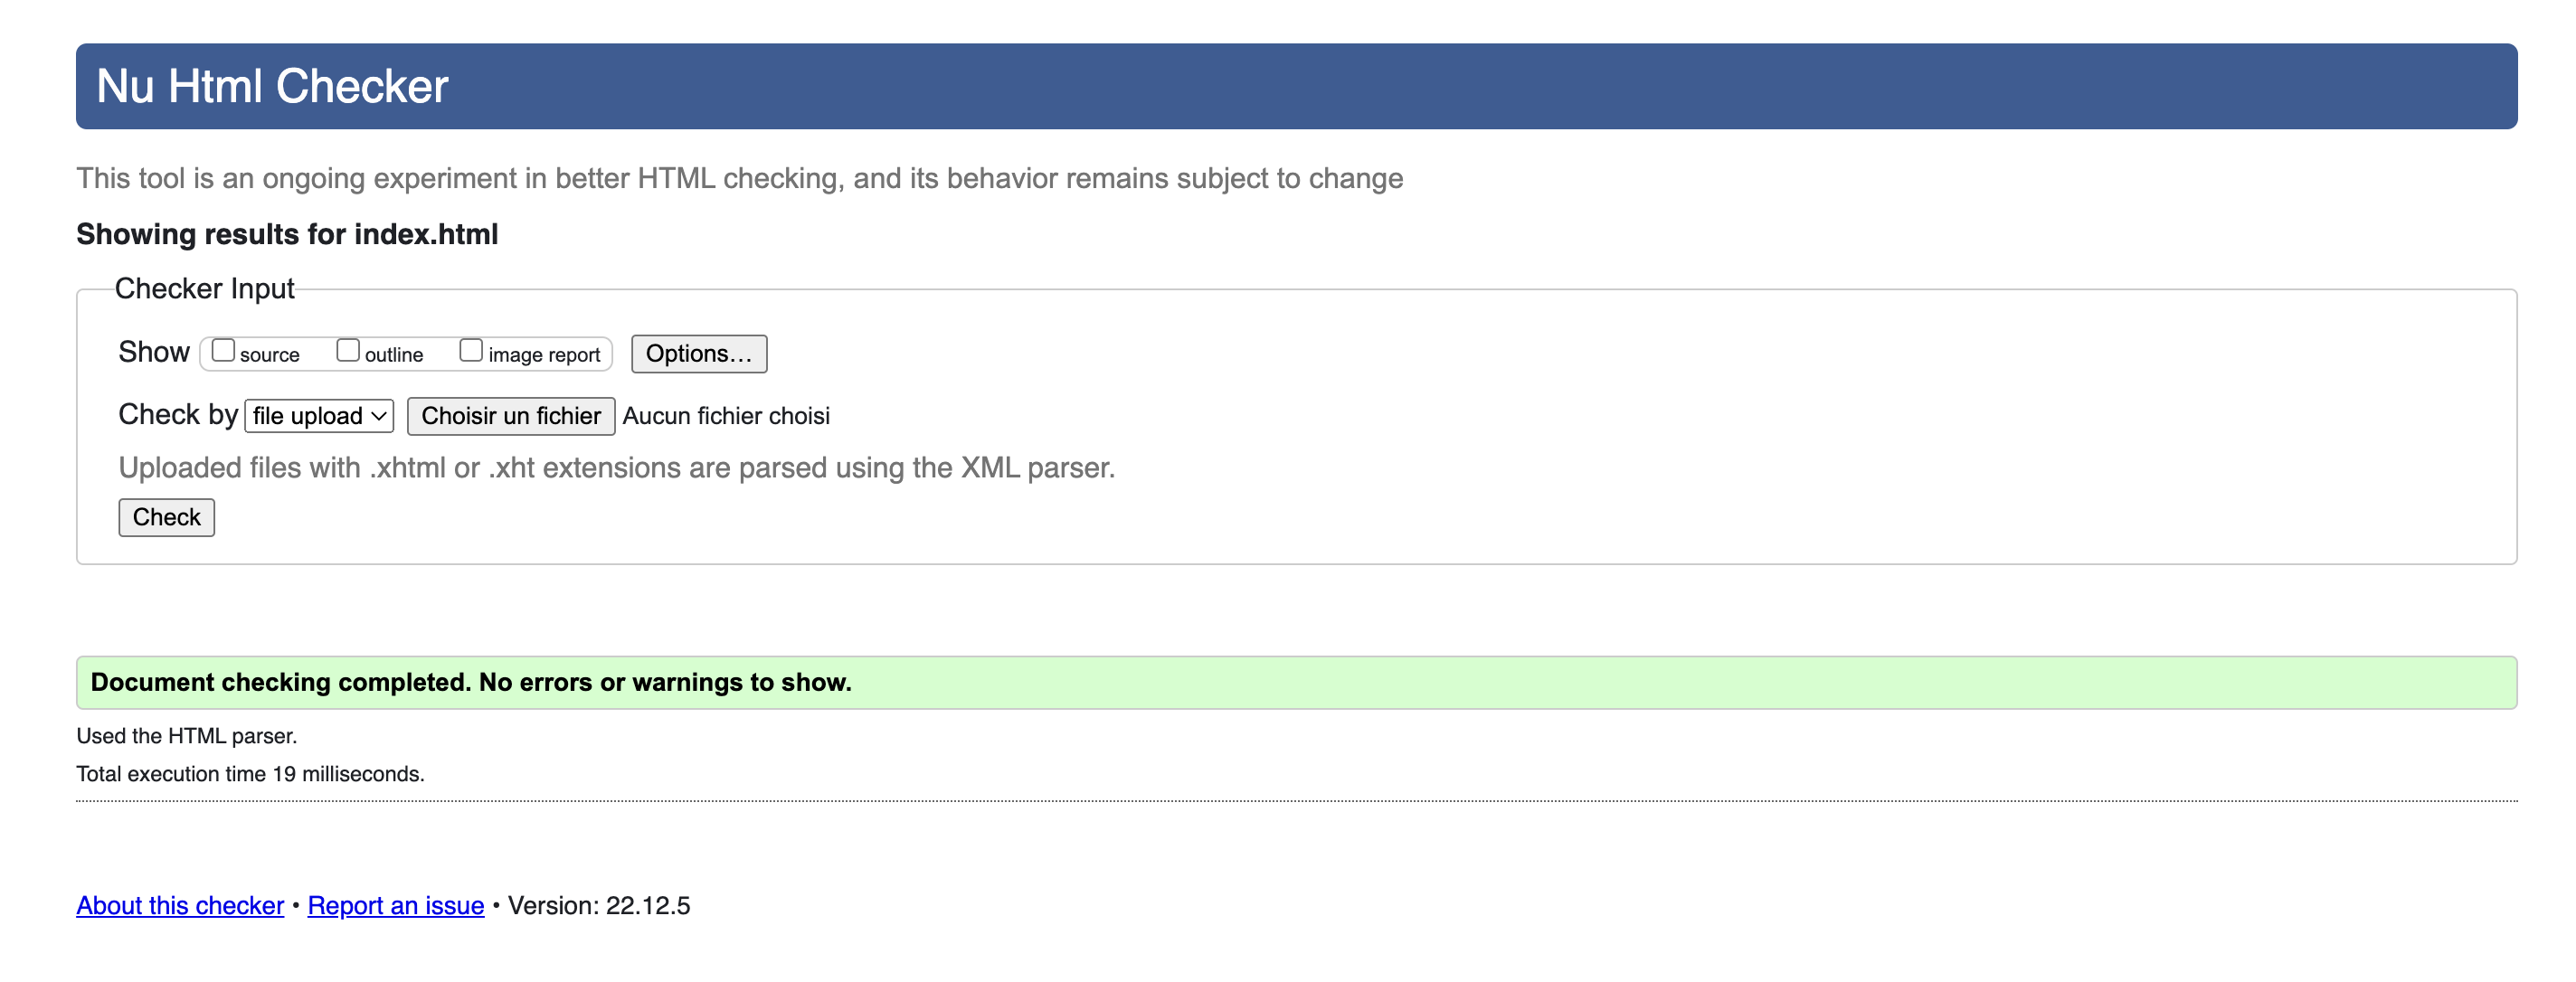 Nu Html Checker
This tool is an ongoing experiment in better HTML checking, and its behavior remains subject to change
Showing results for index.html
Checker Input
Show source outline image report Options…
Check by file upload Choisir un fichier Aucun fichier choisi
Uploaded files with .xhtml or .xht extensions are parsed using the XML parser.
Check
Document checking completed. No errors or warnings to show.
Used the HTML parser.
Total execution time 19 milliseconds.
About this checker • Report an issue • Version: 22.12.5